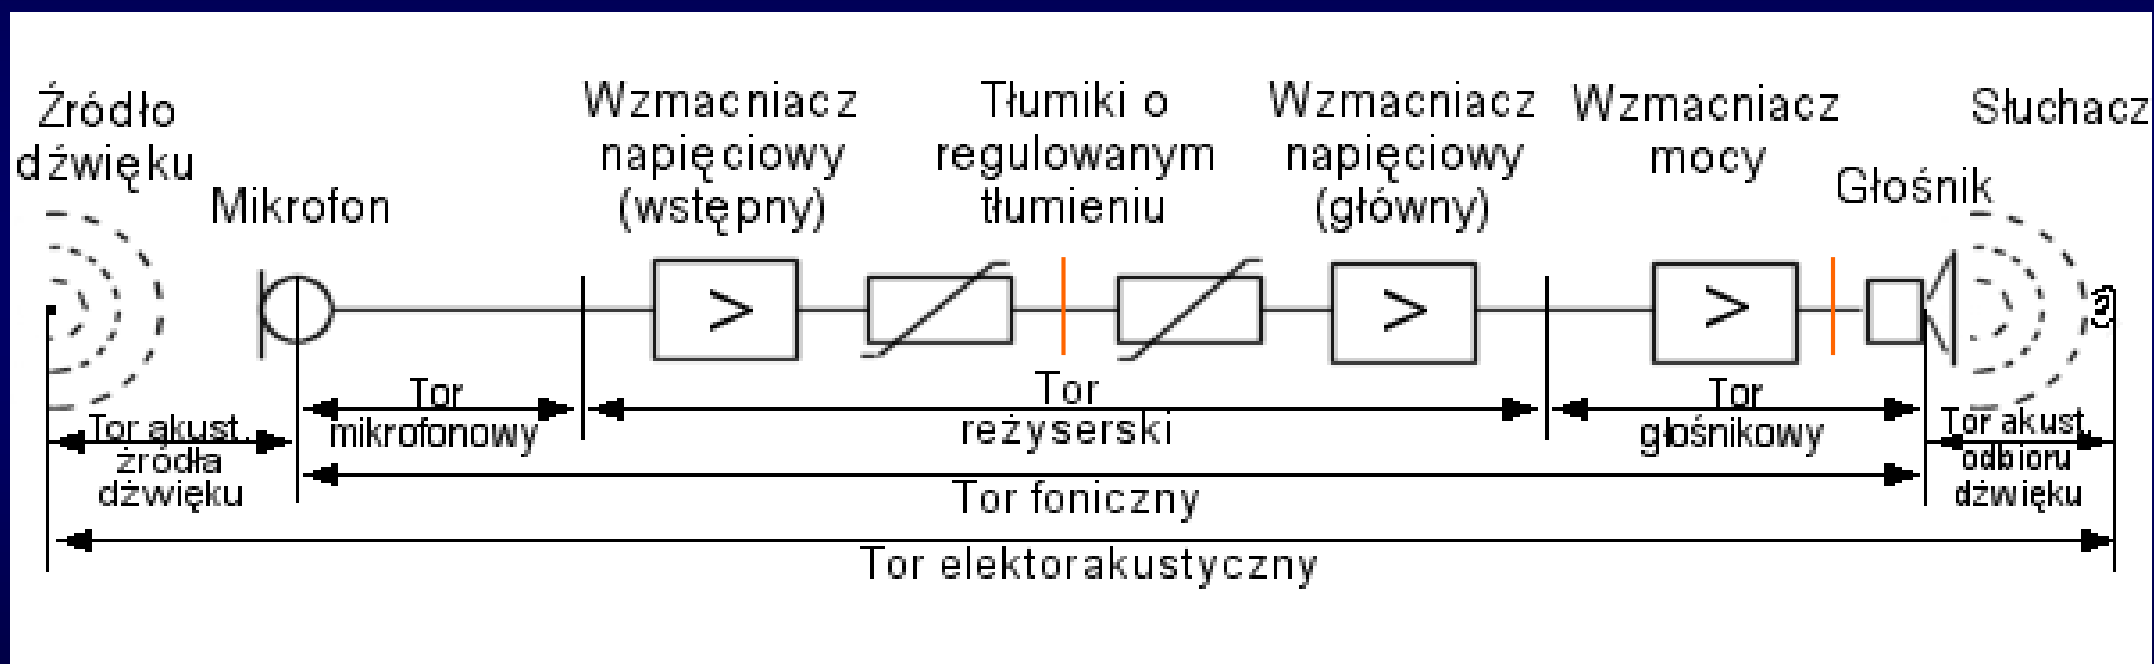 Źródło
dźwięku
Mikrofon
Wzmacniacz
napięciowy
(wstępny)
Tłumiki o
regulowanym
tłumieniu
Wzmacniacz
napięciowy
(główny)
Wzmacniacz
mocy
Głośnik
Słuchacz
>
>
>
Tor akust.
źródła
dźwięku
Tor
mikrofonowy
Tor
reżyserski
Tor
głośnikowy
Tor akust.
odbioru
dźwięku
Tor foniczny
Tor elektorakustyczny